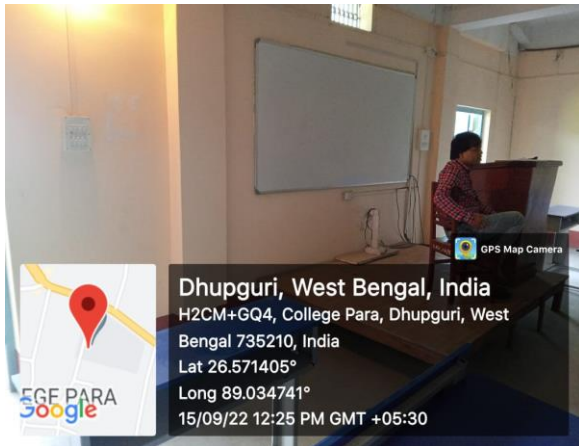 GPS Map Camera
Dhupguri, West Bengal, India
H2CM+GQ4, College Para, Dhupguri, West
Bengal 735210, India
Lat 26.571405°
Long 89.034741°
15/09/22 12:25 PM GMT +05:30
EGE PARA
Google